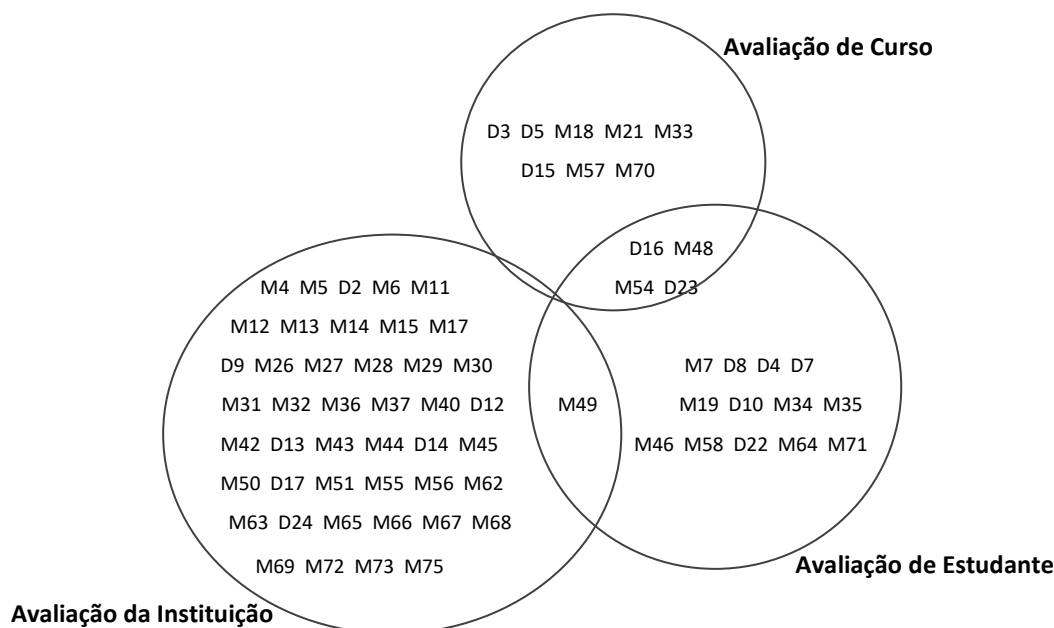 Avaliação de Curso
D3 D5 M18 M21 M33
D15 M57 M70
D16 M48
M54 D23
M4 M5 D2 M6 M11
M12 M13 M14 M15 M17
D9 M26 M27 M28 M29 M30
M31 M32 M36 M37 M40 D12
M42 D13 M43 M44 D14 M45
M50 D17 M51 M55 M56 M62
M63 D24 M65 M66 M67 M68
M69 M72 M73 M75
M49
M7 D8 D4 D7
M19 D10 M34 M35
M46 M58 D22 M64 M71
Avaliação de Estudante
Avaliação da Instituição